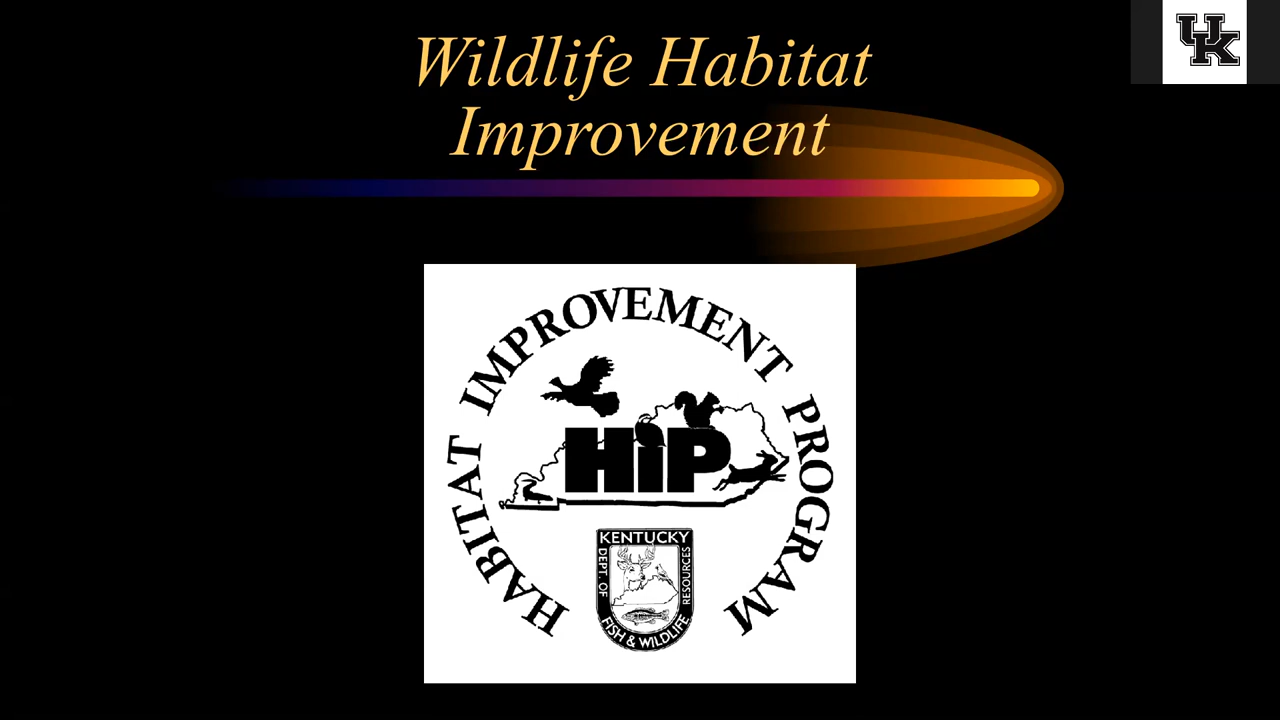 Wildlife Habitat
Improvement
UK
HABITAT IMPROVEMENT PROGRAM
HiP
KENTUCKY
DEPT. OF
RESOURCES
FISH & WILDLIFE